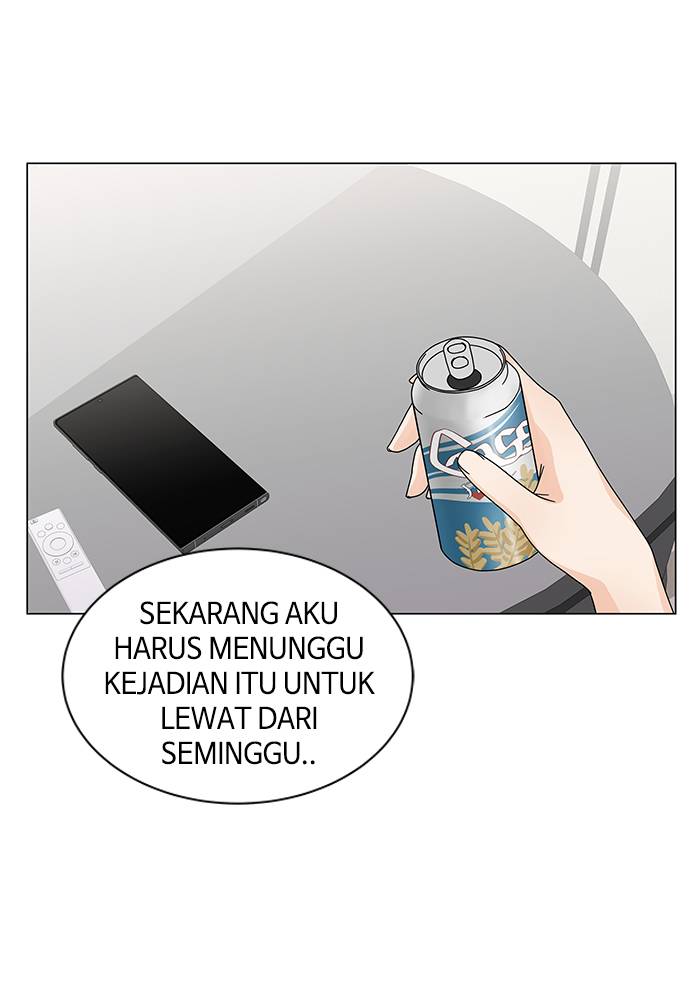 SEKARANG AKU
HARUS MENUNGGU
KEJADIAN ITU UNTUK
LEWAT DARI
SEMINGGU..